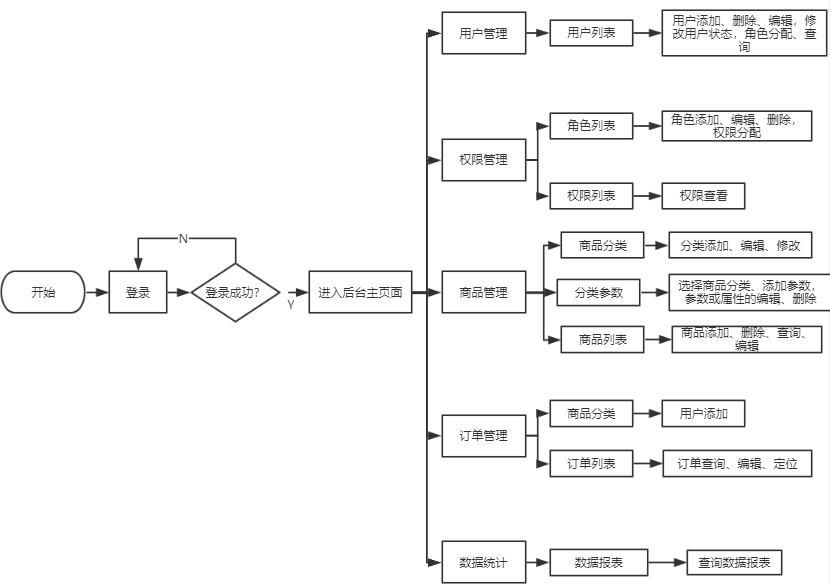 开始
登录
N
登录成功？
Y
进入后台主页面
用户管理
用户列表
用户添加、删除、编辑，修
改用户状态，角色分配、查
询
权限管理
角色列表
角色添加、编辑、删除，
权限分配
权限列表
权限查看
商品管理
商品分类
分类添加、编辑、修改
分类参数
选择商品分类、添加参数，
参数或属性的编辑、删除
商品列表
商品添加、删除、查询、
编辑
订单管理
商品分类
用户添加
订单列表
订单查询、编辑、定位
数据统计
数据报表
查询数据报表